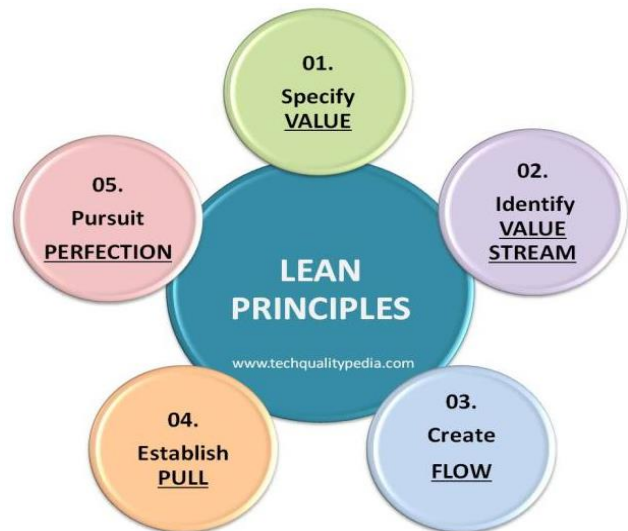 01.
Specify
VALUE
02.
Identify
VALUE
STREAM
03.
Create
FLOW
04.
Establish
PULL
05.
Pursuit
PERFECTION
LEAN
PRINCIPLES
www.techqualitypedia.com